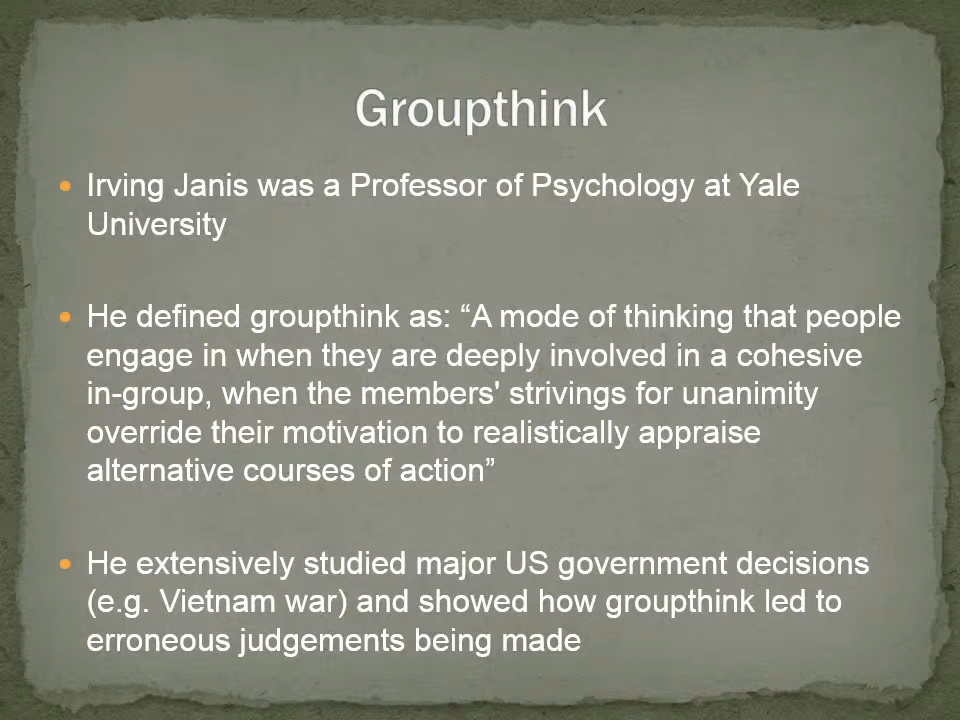 Groupthink
Irving Janis was a Professor of Psychology at Yale
University
He defined groupthink as: “A mode of thinking that people
engage in when they are deeply involved in a cohesive
in-group, when the members' strivings for unanimity
override their motivation to realistically appraise
alternative courses of action”
He extensively studied major US government decisions
(e.g. Vietnam war) and showed how groupthink led to
erroneous judgements being made